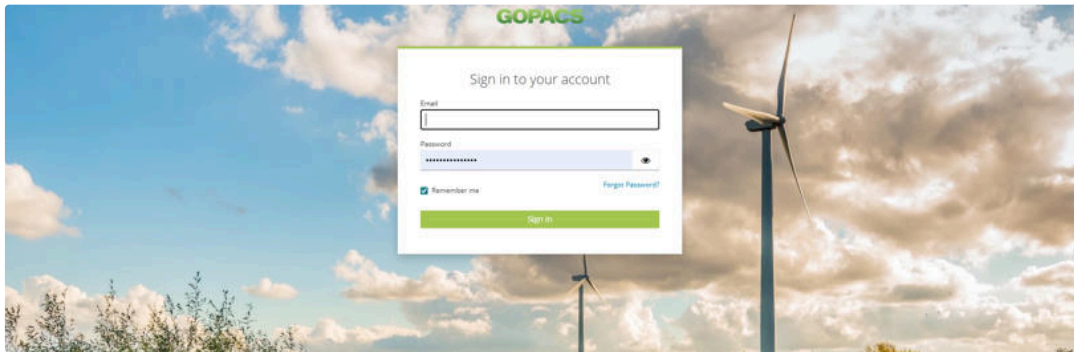 GOPACS
Sign in to your account
Email
Password
•••••••••••••••
Remember me
Forgot Password?
Sign In